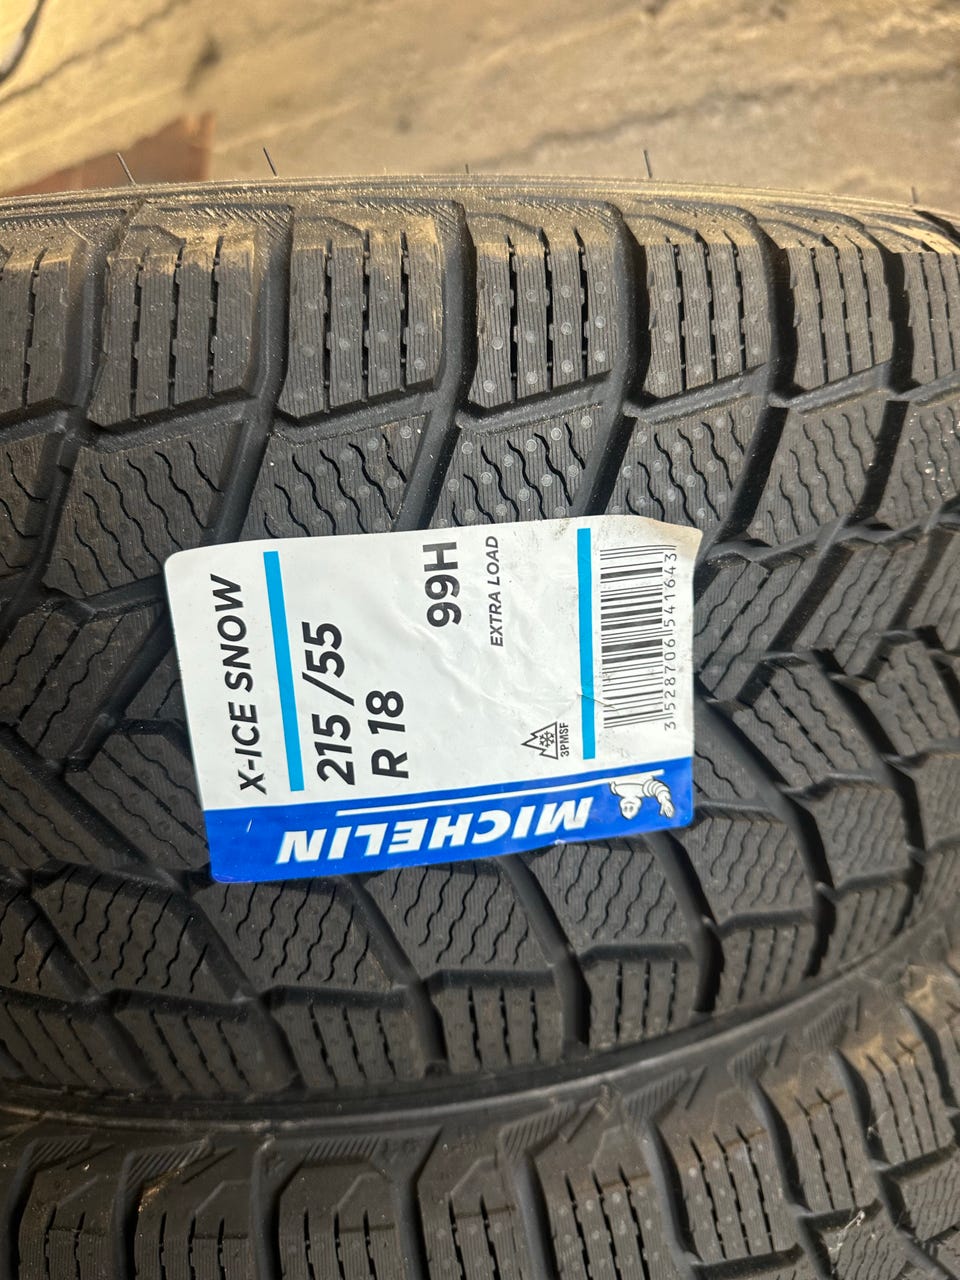 X-ICE SNOW
215/55
R 18
99H
EXTRA LOAD
3PMSF
3528706541643
MICHELIN